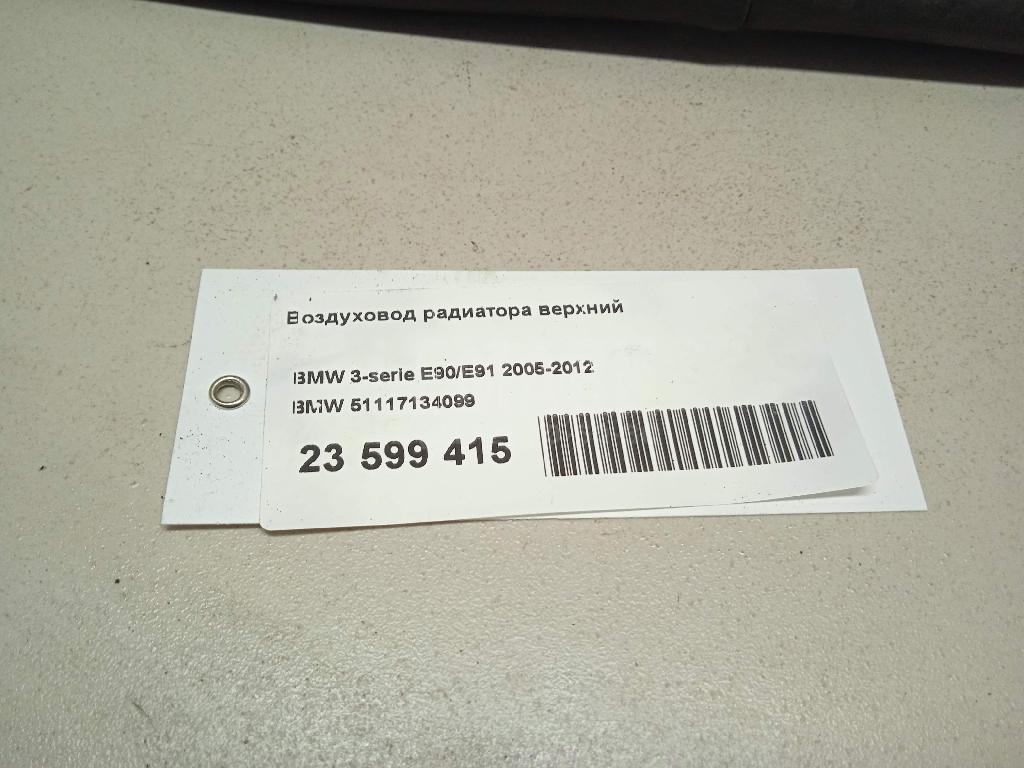 Воздуховод радиатора верхний
BMW 3-serie E90/E91 2005-2012
BMW 51117134099
23 599 415